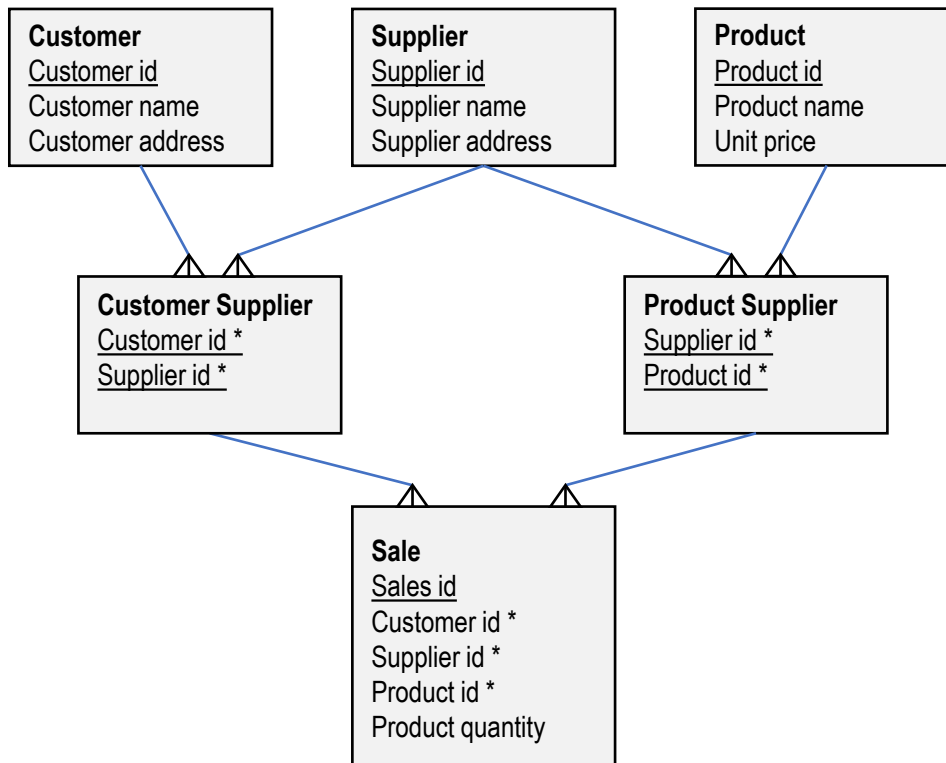 Customer
Customer id
Customer name
Customer address
Supplier
Supplier id
Supplier name
Supplier address
Product
Product id
Product name
Unit price
Customer Supplier
Customer id *
Supplier id *
Product Supplier
Supplier id *
Product id *
Sale
Sales id
Customer id *
Supplier id *
Product id *
Product quantity